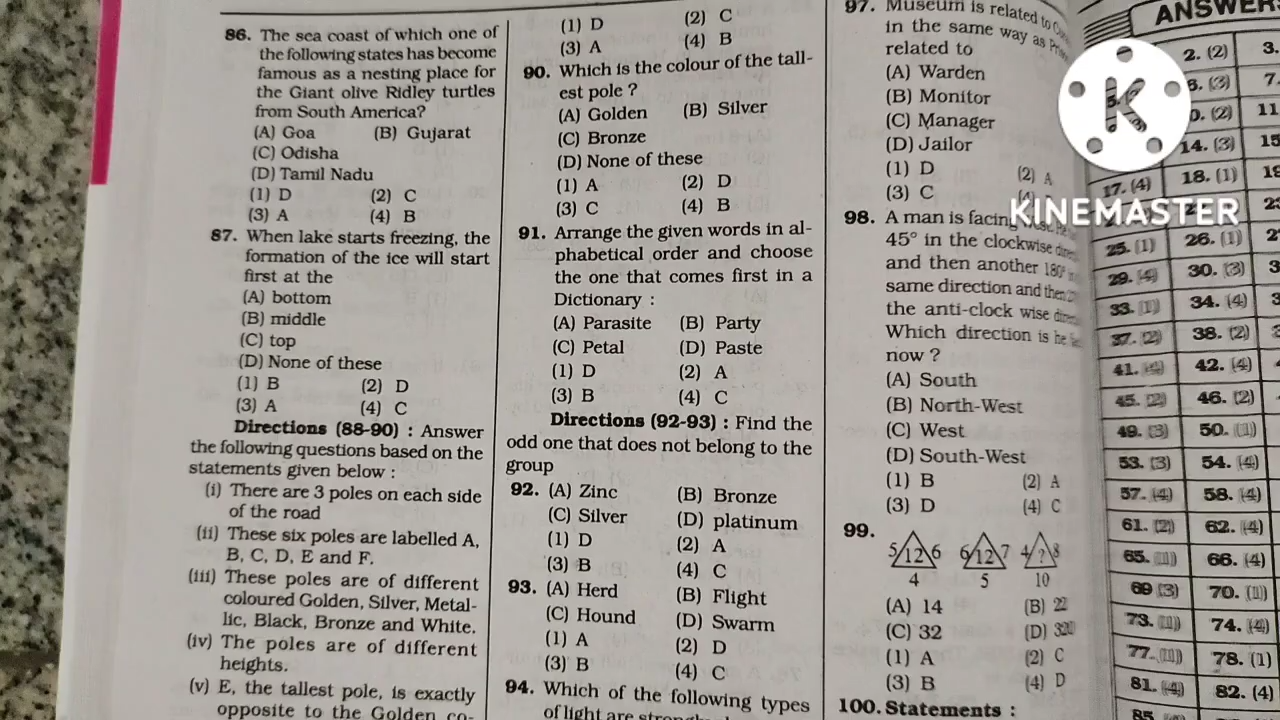 86. The sea coast of which one of
the following states has become
famous as a nesting place for
the Giant olive Ridley turtles
from South America?
(A) Goa (B) Gujarat
(C) Odisha
(D) Tamil Nadu
(1) D (2) C
(3) A (4) B
87. When lake starts freezing, the
formation of the ice will start
first at the
(A) bottom
(B) middle
(C) top
(D) None of these
(1) B (2) D
(3) A (4) C
Directions (88-90) : Answer
the following questions based on the
statements given below :
(i) There are 3 poles on each side
of the road
(ii) These six poles are labelled A,
B, C, D, E and F.
(iii) These poles are of different
coloured Golden, Silver, Metal-
lic, Black, Bronze and White.
(iv) The poles are of different
heights.
(v) E, the tallest pole, is exactly
opposite to the Golden co-
(1) D (2) C
(3) A (4) B
90. Which is the colour of the tall-
est pole ?
(A) Golden (B) Silver
(C) Bronze
(D) None of these
(1) A (2) D
(3) C (4) B
91. Arrange the given words in al-
phabetical order and choose
the one that comes first in a
Dictionary :
(A) Parasite (B) Party
(C) Petal (D) Paste
(1) D (2) A
(3) B (4) C
Directions (92-93) : Find the
odd one that does not belong to the
group
92. (A) Zinc (B) Bronze
(C) Silver (D) platinum
(1) D (2) A
(3) B (4) C
93. (A) Herd (B) Flight
(C) Hound (D) Swarm
(1) A (2) D
(3) B (4) C
94. Which of the following types
of light are
97. Museum is related to
in the same way as
related to
(A) Warden
(B) Monitor
(C) Manager
(D) Jailor
(1) D (2) A
(3) C
98. A man is facing
45° in the clockwise
and then another 180°
same direction and then
the anti-clock wise
Which direction is he
now ?
(A) South
(B) North-West
(C) West
(D) South-West
(1) B (2) A
(3) D (4) C
99.
5 12 6 6 12 7 4 ? 8
4 5 10
(A) 14 (B) 22
(C) 32 (D) 320
(1) A (2) C
(3) B (4) D
100. Statements :
ANSWERS
2. (2) 3.
(3) 7.
(2) 11
14. (3) 15
17. (4) 18. (1) 19
25. (1) 26. (1) 2
29. (4) 30. (3) 3
33. (1) 34. (4) 3
37. (2) 38. (2)
41. (4) 42. (4)
45. (2) 46. (2)
49. (3) 50. (1)
53. (3) 54. (4)
57. (4) 58. (4)
61. (2) 62. (4)
65. (1) 66. (4)
69 (3) 70. (1)
73. (1) 74. (4)
77. (1) 78. (1)
81. (4) 82. (4)
85.
K
KINEMASTER